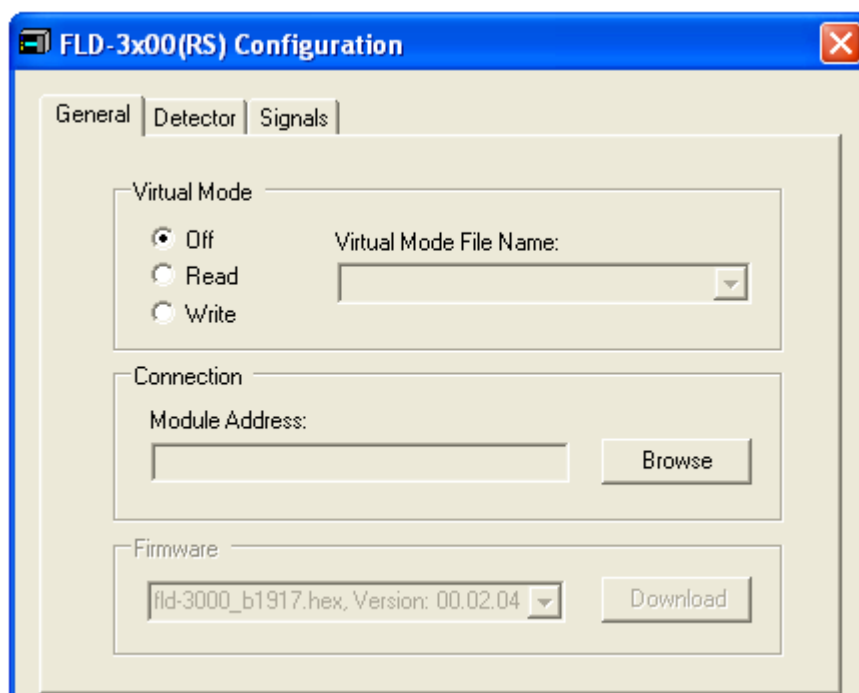 FLD-3x00(RS) Configuration
General
Detector
Signals
Virtual Mode
Off
Virtual Mode File Name:
Read
Write
Connection
Module Address:
Browse
Firmware
fld-3000_b1917.hex, Version: 00.02.04
Download